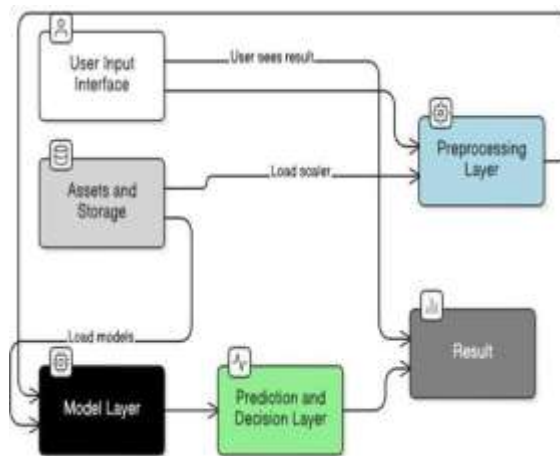 User Input
Interface
User sees result
Preprocessing
Layer
Assets and
Storage
Load scaler
Load models
Result
Model Layer
Prediction and
Decision Layer